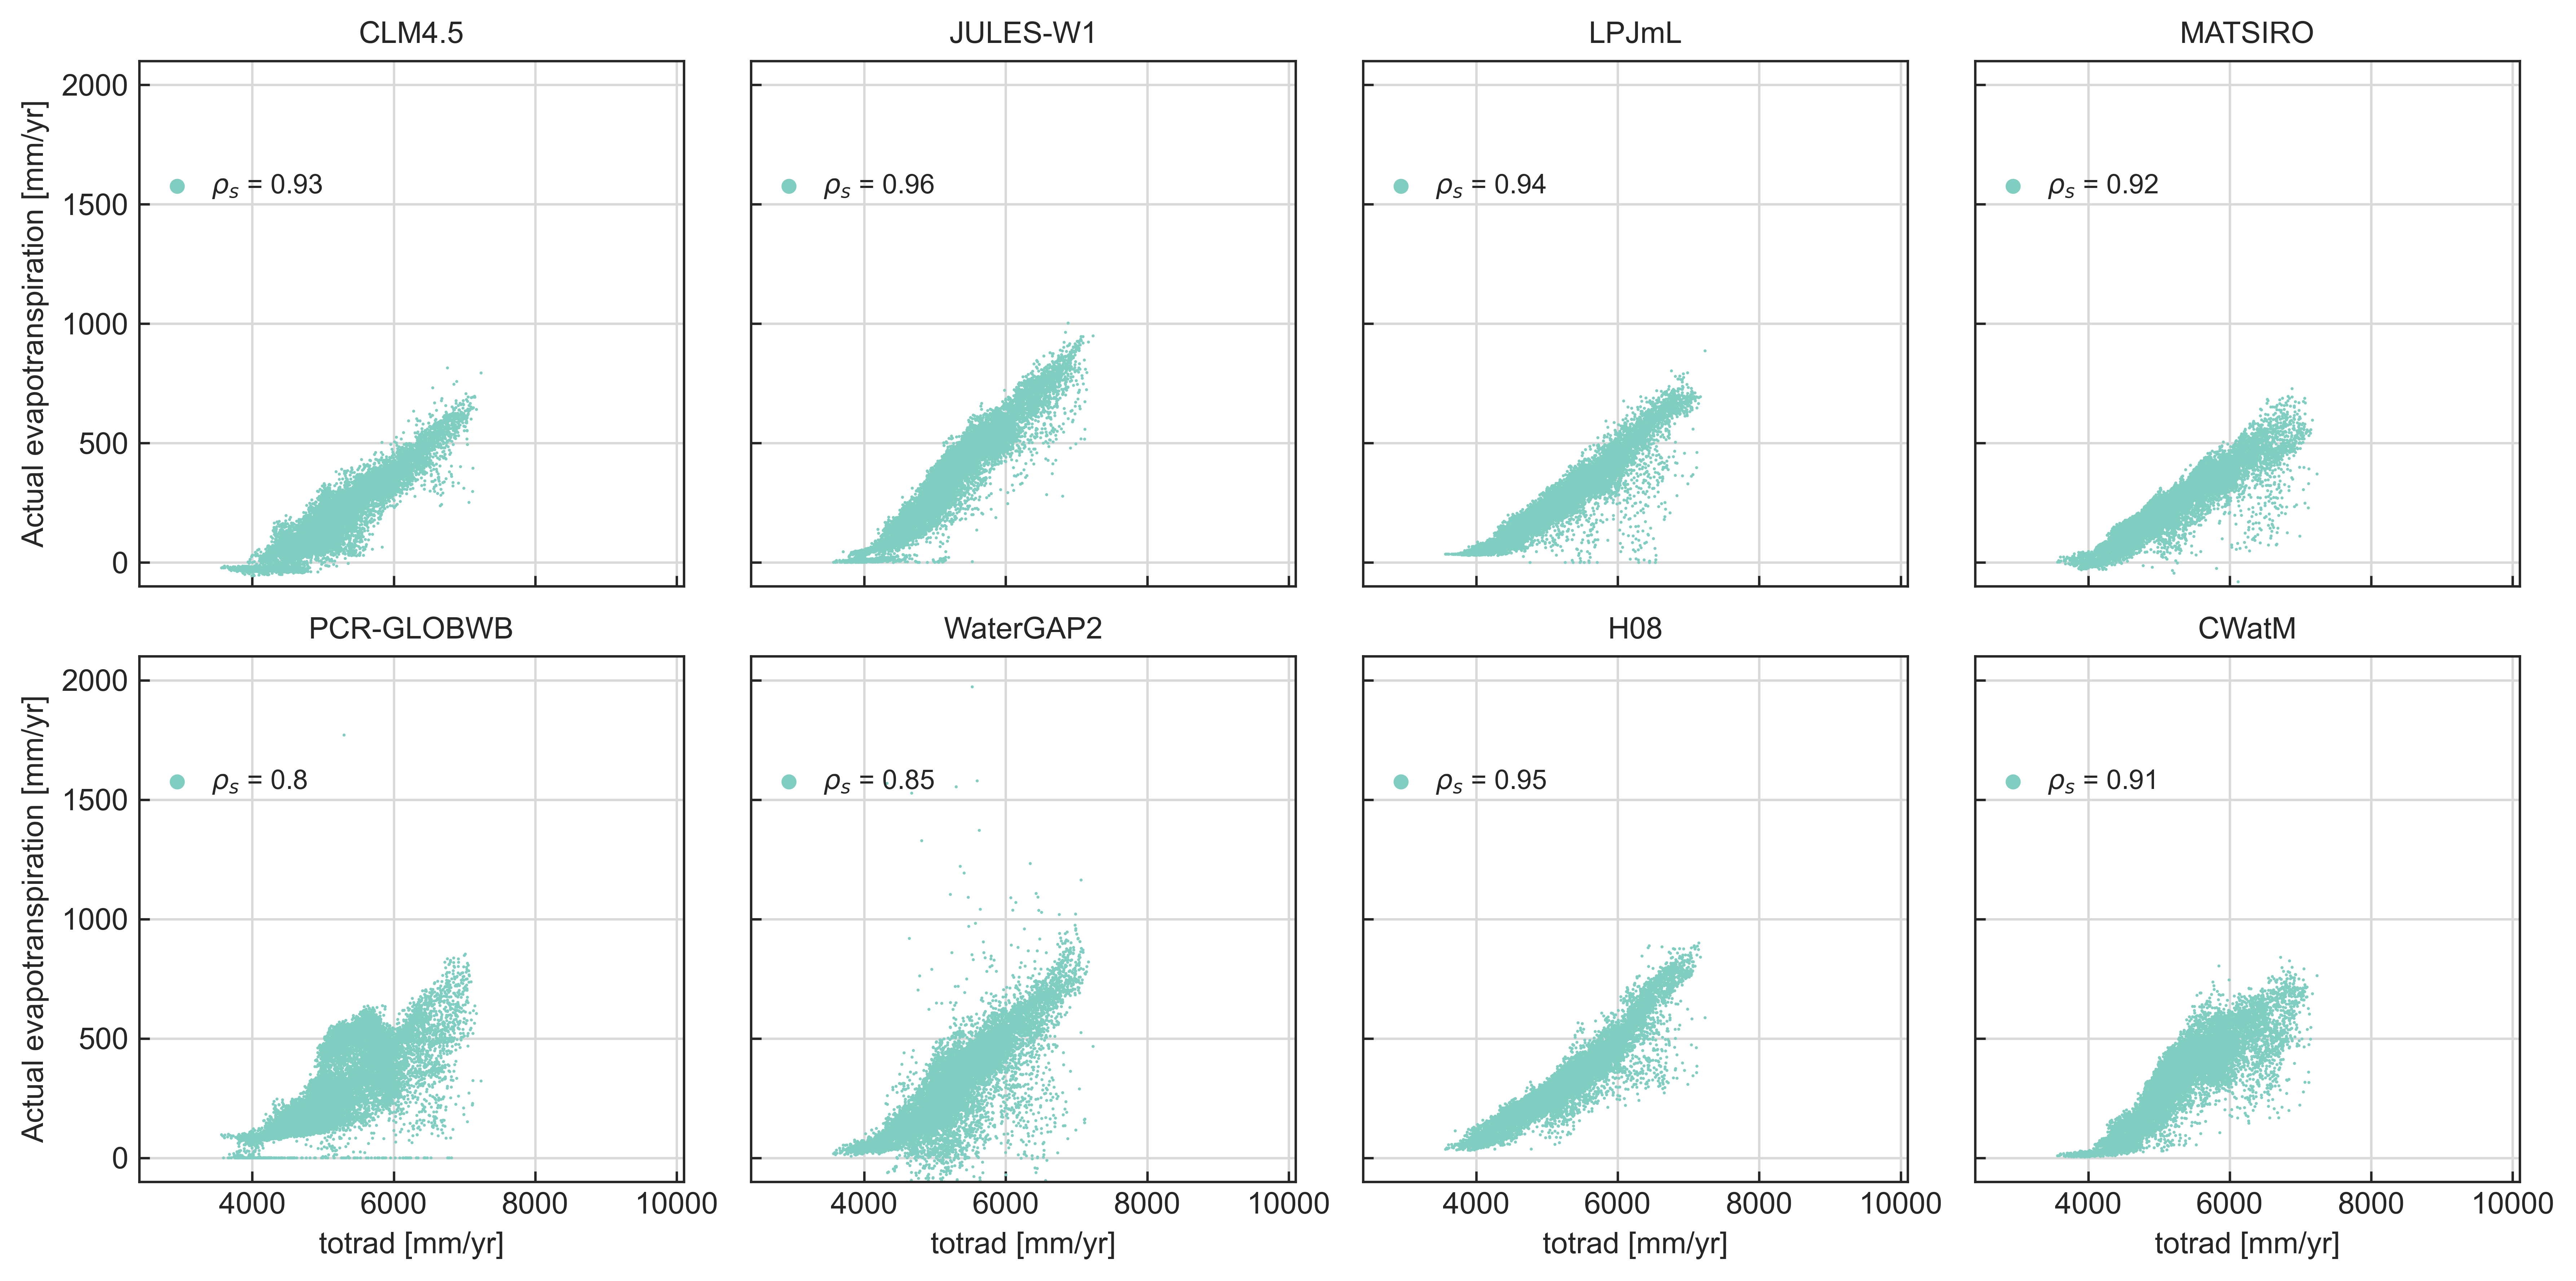 CLM4.5
JULES-W1
LPJmL
MATSIRO
Actual evapotranspiration [mm/yr]
2000
1500
1000
500
0
ρs = 0.93
ρs = 0.96
ρs = 0.94
ρs = 0.92
PCR-GLOBWB
WaterGAP2
H08
CWatM
Actual evapotranspiration [mm/yr]
2000
1500
1000
500
0
ρs = 0.8
ρs = 0.85
ρs = 0.95
ρs = 0.91
4000 6000 8000 10000
4000 6000 8000 10000
4000 6000 8000 10000
4000 6000 8000 10000
totrad [mm/yr]
totrad [mm/yr]
totrad [mm/yr]
totrad [mm/yr]